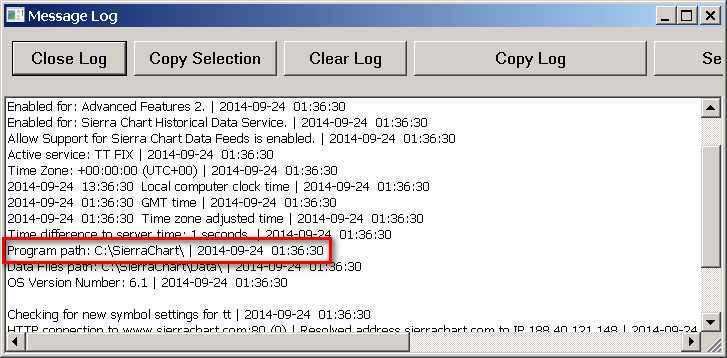 Message Log
Close Log Copy Selection Clear Log Copy Log Se
Enabled for: Advanced Features 2. | 2014-09-24 01:36:30
Enabled for: Sierra Chart Historical Data Service. | 2014-09-24 01:36:30
Allow Support for Sierra Chart Data Feeds is enabled. | 2014-09-24 01:36:30
Active service: TT FIX | 2014-09-24 01:36:30
Time Zone: +00:00:00 (UTC+00) | 2014-09-24 01:36:30
2014-09-24 13:36:30 Local computer clock time | 2014-09-24 01:36:30
2014-09-24 01:36:30 GMT time | 2014-09-24 01:36:30
2014-09-24 01:36:30 Time zone adjusted time | 2014-09-24 01:36:30
Time difference to server time: 1 seconds. | 2014-09-24 01:36:30
Program path: C:\SierraChart\ | 2014-09-24 01:36:30
Data Files path: C:\SierraChart\Data\ | 2014-09-24 01:36:30
OS Version Number: 6.1 | 2014-09-24 01:36:30
Checking for new symbol settings for tt | 2014-09-24 01:36:30
HTTP connection to www.sierrachart.com:80 (0) | Resolved address sierrachart.com to IP 188.40.121.148 | 2014-09-24